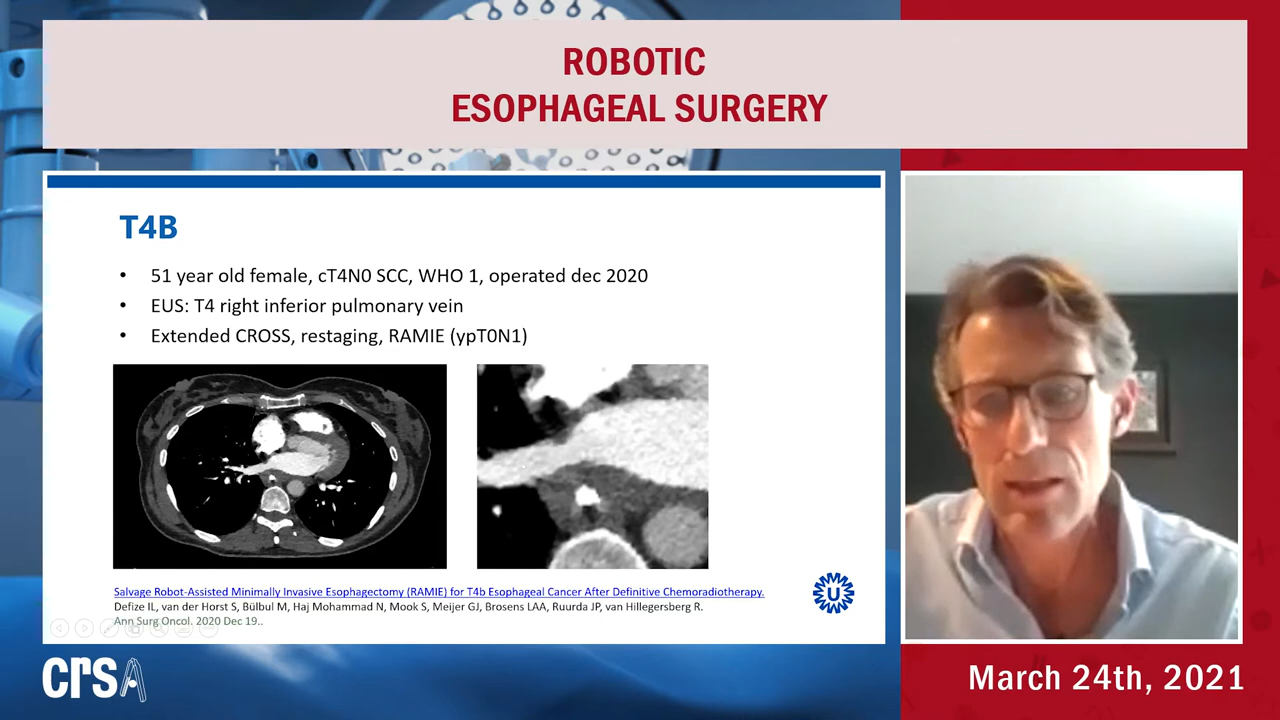 ROBOTIC
ESOPHAGEAL SURGERY
T4B
• 51 year old female, cT4N0 SCC, WHO 1, operated dec 2020
• EUS: T4 right inferior pulmonary vein
• Extended CROSS, restaging, RAMIE (ypT0N1)
Salvage Robot-Assisted Minimally Invasive Esophagectomy (RAMIE) for T4b Esophageal Cancer After Definitive Chemoradiotherapy.
Defize IL, van der Horst S, Bülbül M, Haj Mohammad N, Mook S, Meijer GJ, Brosens LAA, Ruurda JP, van Hillegersberg R.
Ann Surg Oncol. 2020 Dec 19..
U
crsa
March 24th, 2021